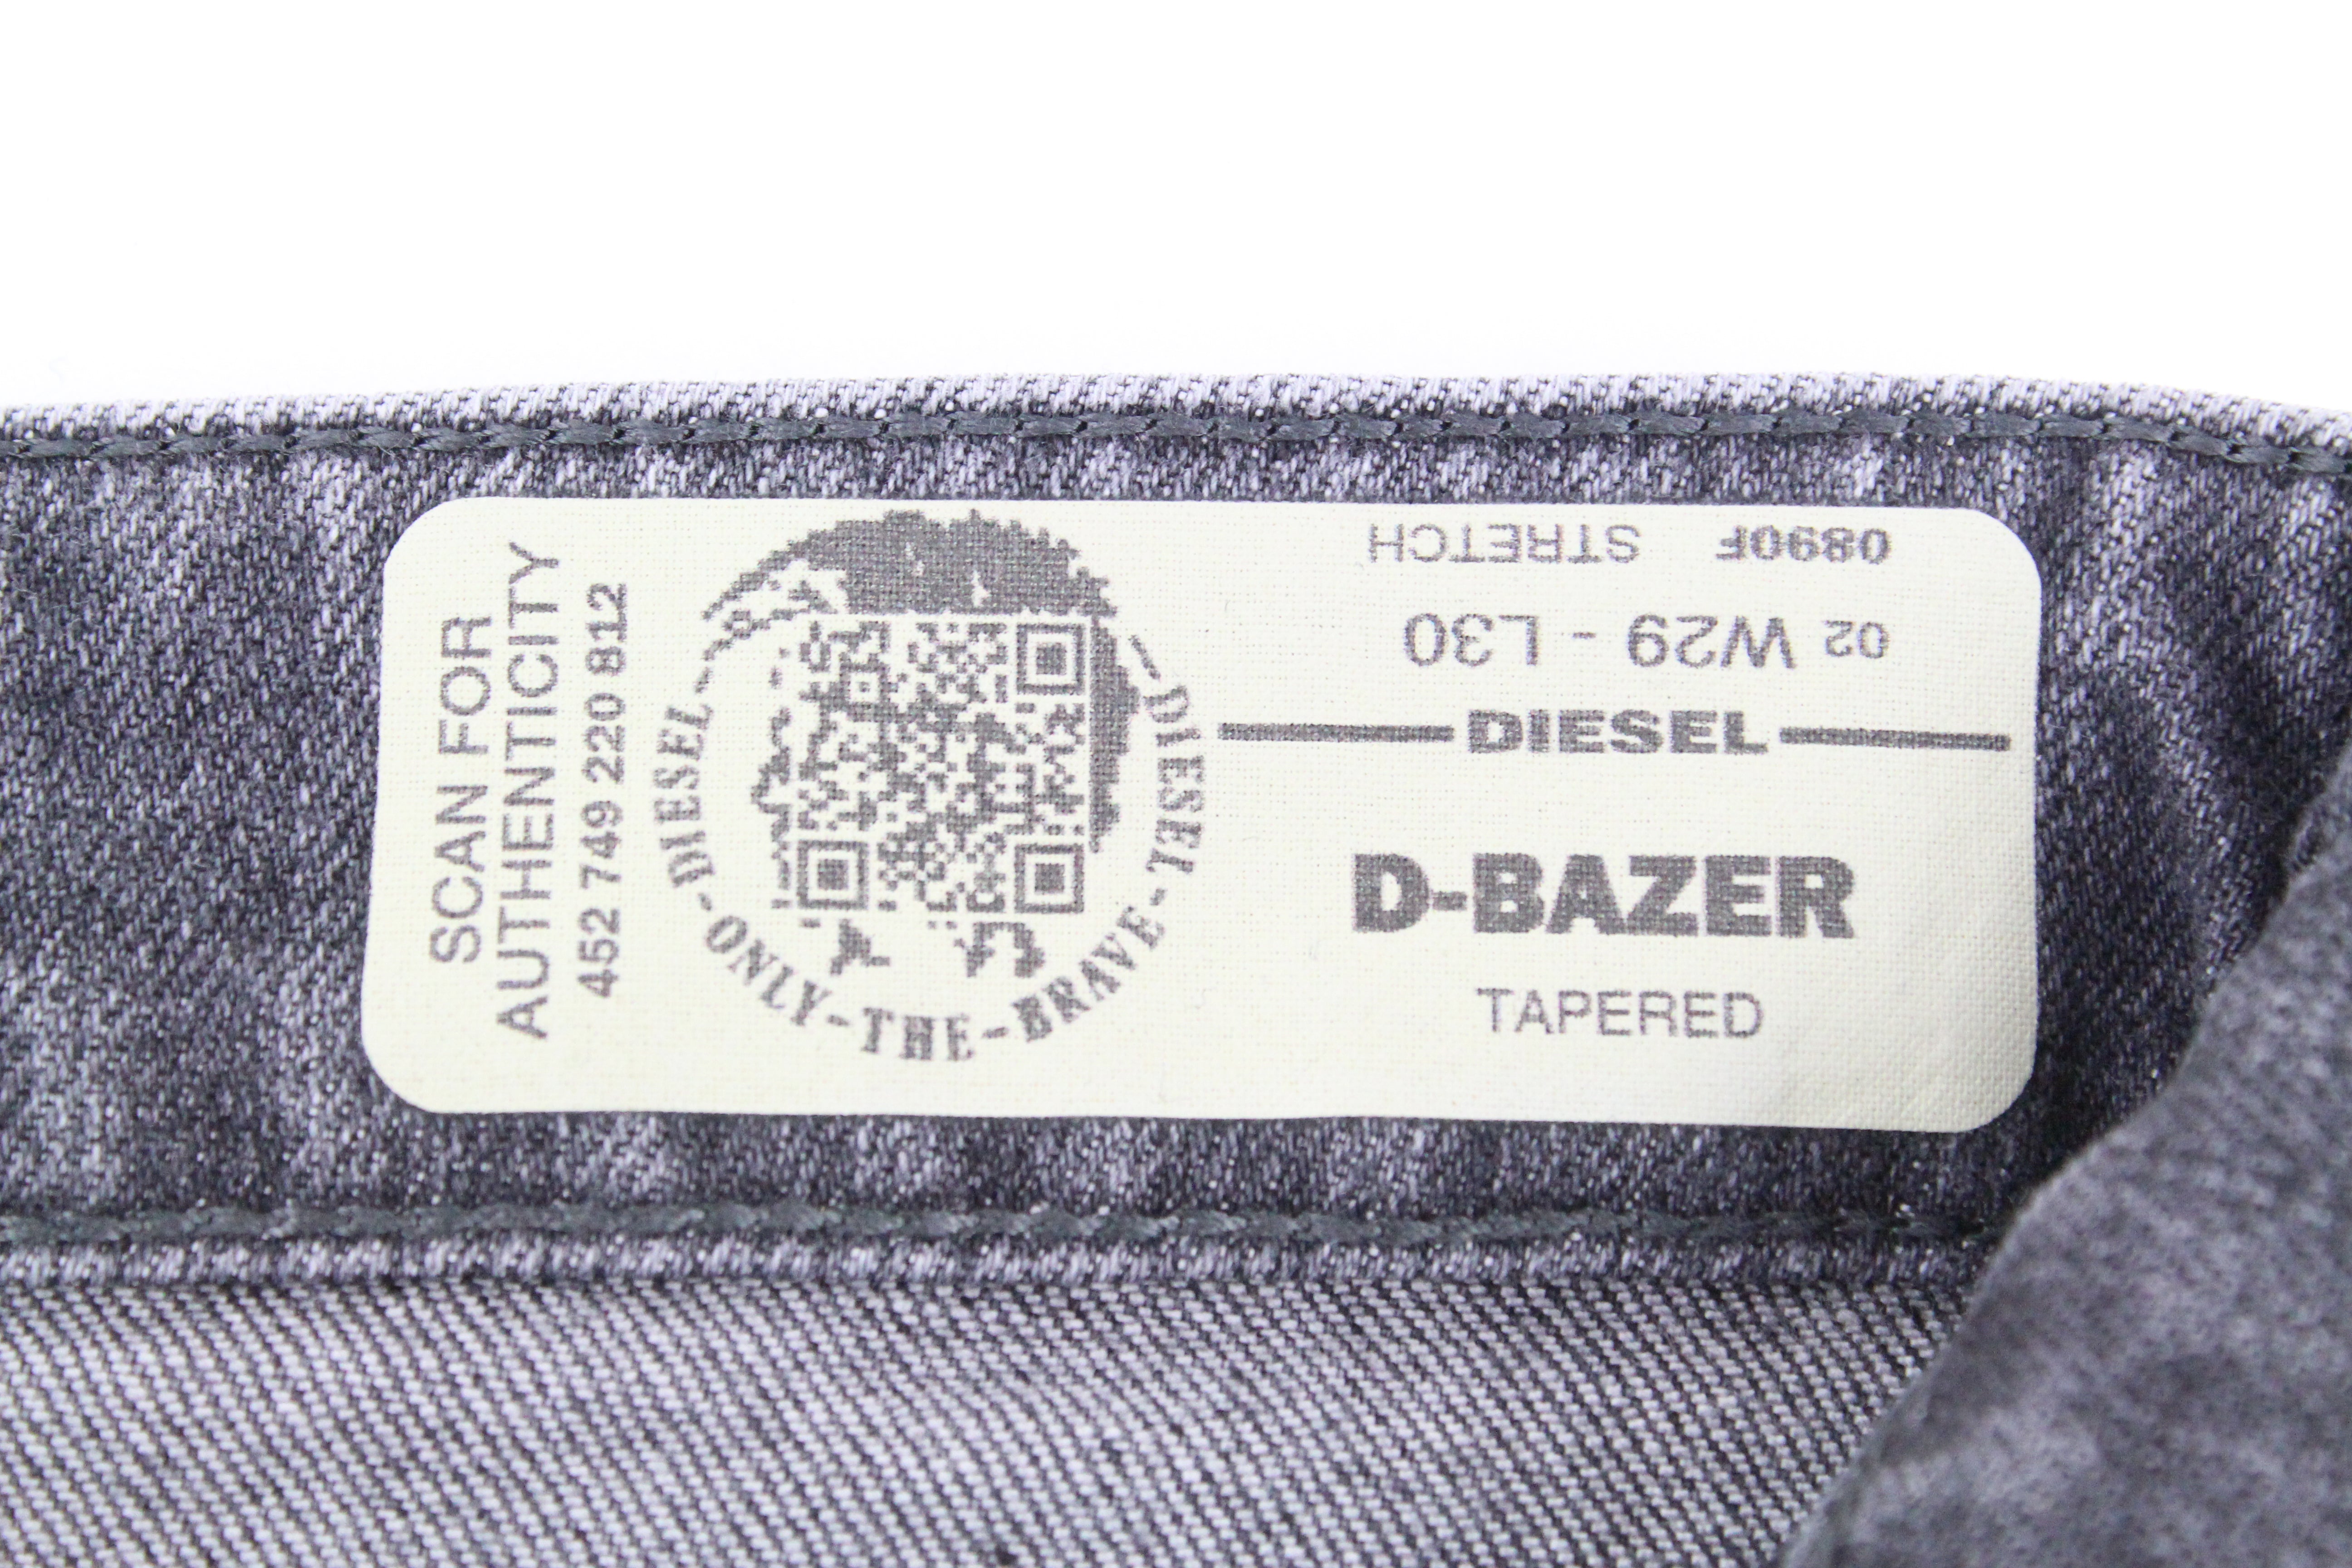 SCAN FOR
AUTHENTICITY
452 749 220 812
DIESEL-ONLY-THE-BRAVE-DIESEL
0890F STRETCH
02 W29 - L30
DIESEL
D-BAZER
TAPERED